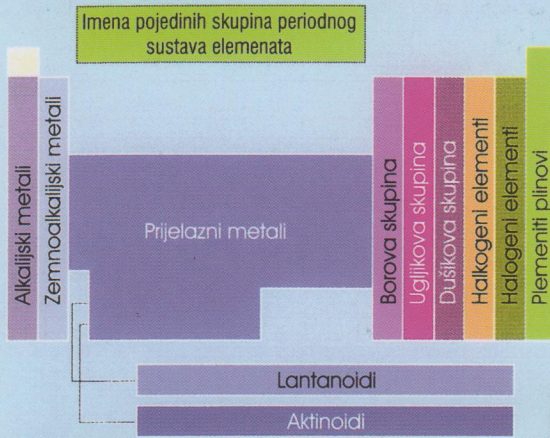 Imena pojedinih skupina periodnog
sustava elemenata
Alkalijski metali
Zemnoalkalijski metali
Prijelazni metali
Borova skupina
Ugljikova skupina
Dušikova skupina
Halkogeni elementi
Halogeni elementi
Plemeniti plinovi
Lantanoidi
Aktinoidi